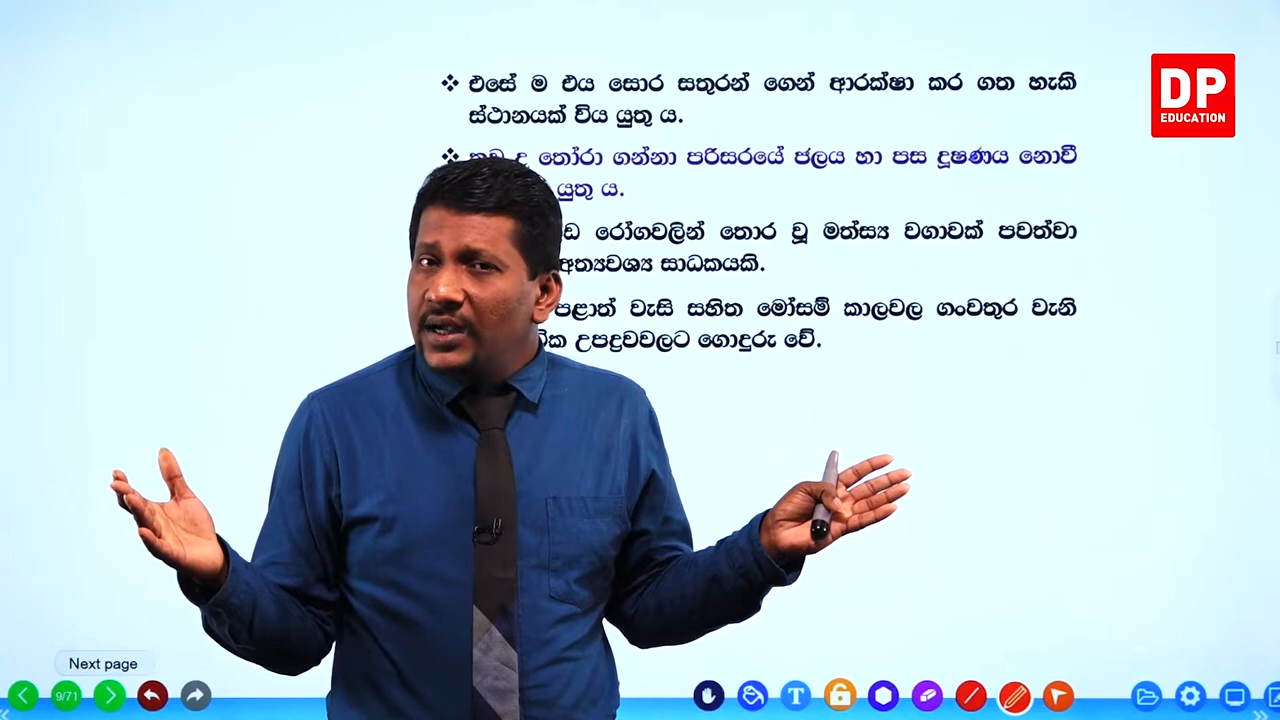 එසේ ම එය සොර සතුරන් ගෙන් ආරක්ෂා කර ගත හැකි
ස්ථානයක් විය යුතු ය.
ද තෝරා ගන්නා පරිසරයේ ජලය හා පස දූෂණය නොවී
යුතු ය.
රෝගවලින් තොර වූ මත්ස්‍ය වගාවක් පවත්වා
අත්‍යවශ්‍ය සාධකයකි.
පළාත් වැසි සහිත මෝසම් කාලවල ගංවතුර වැනි
උපද්‍රවවලට ගොදුරු වේ.
DP
EDUCATION
Next page
9/71
T